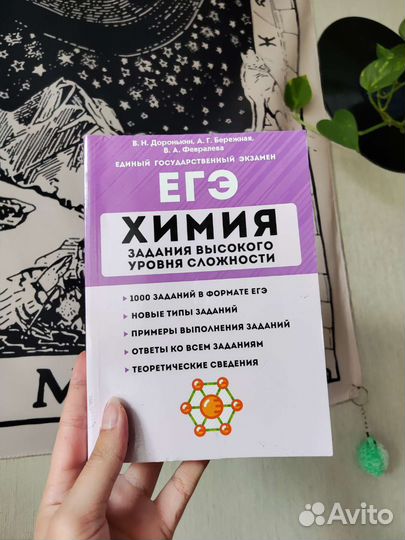 В. Н. Доронькин, А. Г. Бережная,
В. А. Февралева
ЕДИНЫЙ ГОСУДАРСТВЕННЫЙ ЭКЗАМЕН
ЕГЭ
ХИМИЯ
ЗАДАНИЯ ВЫСОКОГО
УРОВНЯ СЛОЖНОСТИ
1000 ЗАДАНИЙ В ФОРМАТЕ ЕГЭ
НОВЫЕ ТИПЫ ЗАДАНИЙ
ПРИМЕРЫ ВЫПОЛНЕНИЯ ЗАДАНИЙ
ОТВЕТЫ КО ВСЕМ ЗАДАНИЯМ
ТЕОРЕТИЧЕСКИЕ СВЕДЕНИЯ
Avito